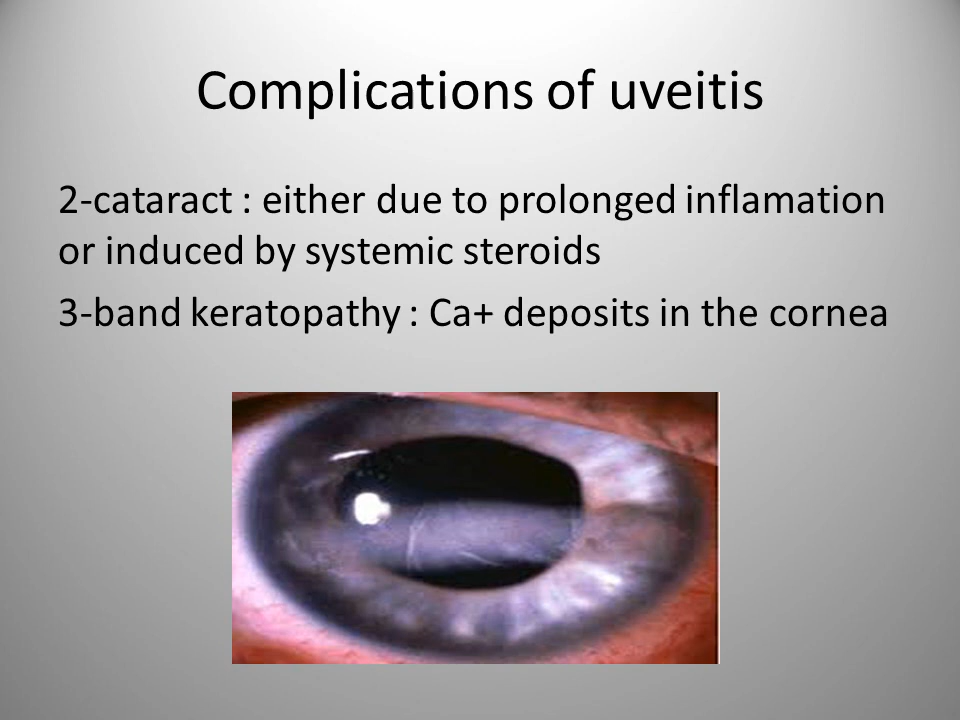 Complications of uveitis
2-cataract : either due to prolonged inflamation
or induced by systemic steroids
3-band keratopathy : Ca+ deposits in the cornea